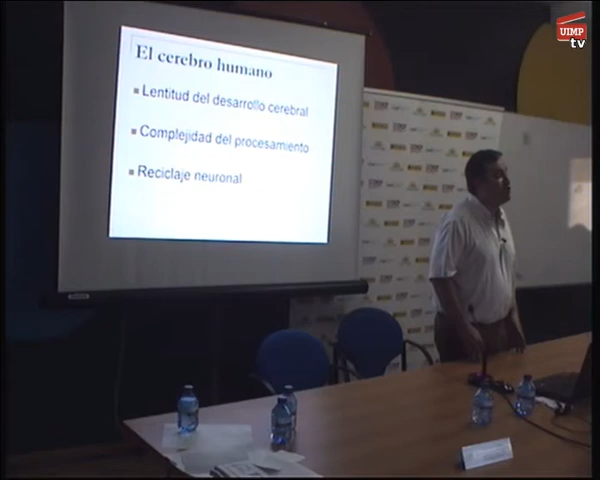 El cerebro humano
Lentitud del desarrollo cerebral
Complejidad del procesamiento
Reciclaje neuronal
UIMP
tv